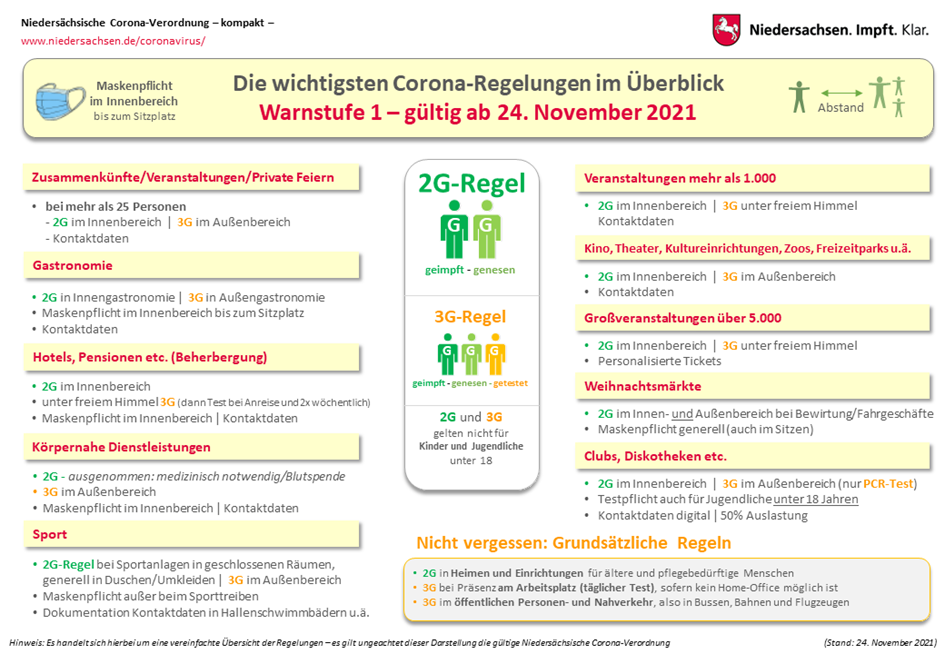 Niedersächsische Corona-Verordnung – kompakt –
www.niedersachsen.de/coronavirus/
Niedersachsen. Impft. Klar.
Maskenpflicht
im Innenbereich
bis zum Sitzplatz
Die wichtigsten Corona-Regelungen im Überblick
Warnstufe 1 – gültig ab 24. November 2021
Abstand
Zusammenkünfte/Veranstaltungen/Private Feiern
• bei mehr als 25 Personen
- 2G im Innenbereich | 3G im Außenbereich
- Kontaktdaten
Gastronomie
• 2G in Innengastronomie | 3G in Außengastronomie
• Maskenpflicht im Innenbereich bis zum Sitzplatz
• Kontaktdaten
Hotels, Pensionen etc. (Beherbergung)
• 2G im Innenbereich
• unter freiem Himmel 3G (dann Test bei Anreise und 2x wöchentlich)
• Maskenpflicht im Innenbereich | Kontaktdaten
Körpernahe Dienstleistungen
• 2G - ausgenommen: medizinisch notwendig/Blutspende
• 3G im Außenbereich
• Maskenpflicht im Innenbereich | Kontaktdaten
Sport
• 2G-Regel bei Sportanlagen in geschlossenen Räumen,
generell in Duschen/Umkleiden | 3G im Außenbereich
• Maskenpflicht außer beim Sporttreiben
• Dokumentation Kontaktdaten in Hallenschwimmbädern u.ä.
2G-Regel
G G
geimpft - genesen
3G-Regel
G G G
geimpft - genesen - getestet
2G und 3G
gelten nicht für
Kinder und Jugendliche
unter 18
Veranstaltungen mehr als 1.000
• 2G im Innenbereich | 3G unter freiem Himmel
• Kontaktdaten
Kino, Theater, Kultureinrichtungen, Zoos, Freizeitparks u.ä.
• 2G im Innenbereich | 3G im Außenbereich
• Kontaktdaten
Großveranstaltungen über 5.000
• 2G im Innenbereich | 3G unter freiem Himmel
• Personalisierte Tickets
Weihnachtsmärkte
• 2G im Innen- und Außenbereich bei Bewirtung/Fahrgeschäfte
• Maskenpflicht generell (auch im Sitzen)
Clubs, Diskotheken etc.
• 2G im Innenbereich | 3G im Außenbereich (nur PCR-Test)
• Testpflicht auch für Jugendliche unter 18 Jahren
• Kontaktdaten digital | 50% Auslastung
Nicht vergessen: Grundsätzliche Regeln
• 2G in Heimen und Einrichtungen für ältere und pflegebedürftige Menschen
• 3G bei Präsenz am Arbeitsplatz (täglicher Test), sofern kein Home-Office möglich ist
• 3G im öffentlichen Personen- und Nahverkehr, also in Bussen, Bahnen und Flugzeugen
Hinweis: Es handelt sich hierbei um eine vereinfachte Übersicht der Regelungen – es gilt ungeachtet dieser Darstellung die gültige Niedersächsische Corona-Verordnung
(Stand: 24. November 2021)